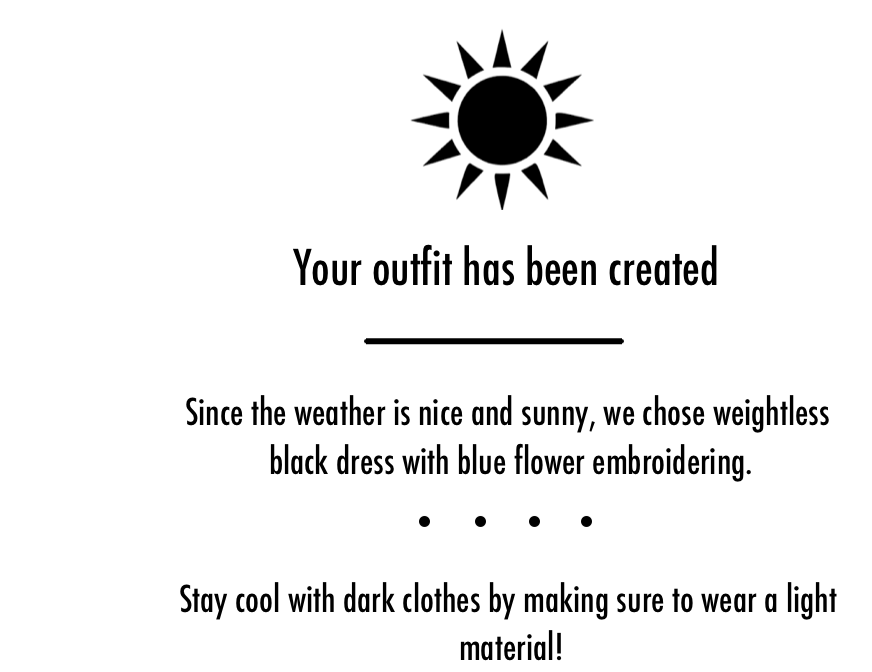 Your outfit has been created
Since the weather is nice and sunny, we chose weightless
black dress with blue flower embroidering.
Stay cool with dark clothes by making sure to wear a light
material!